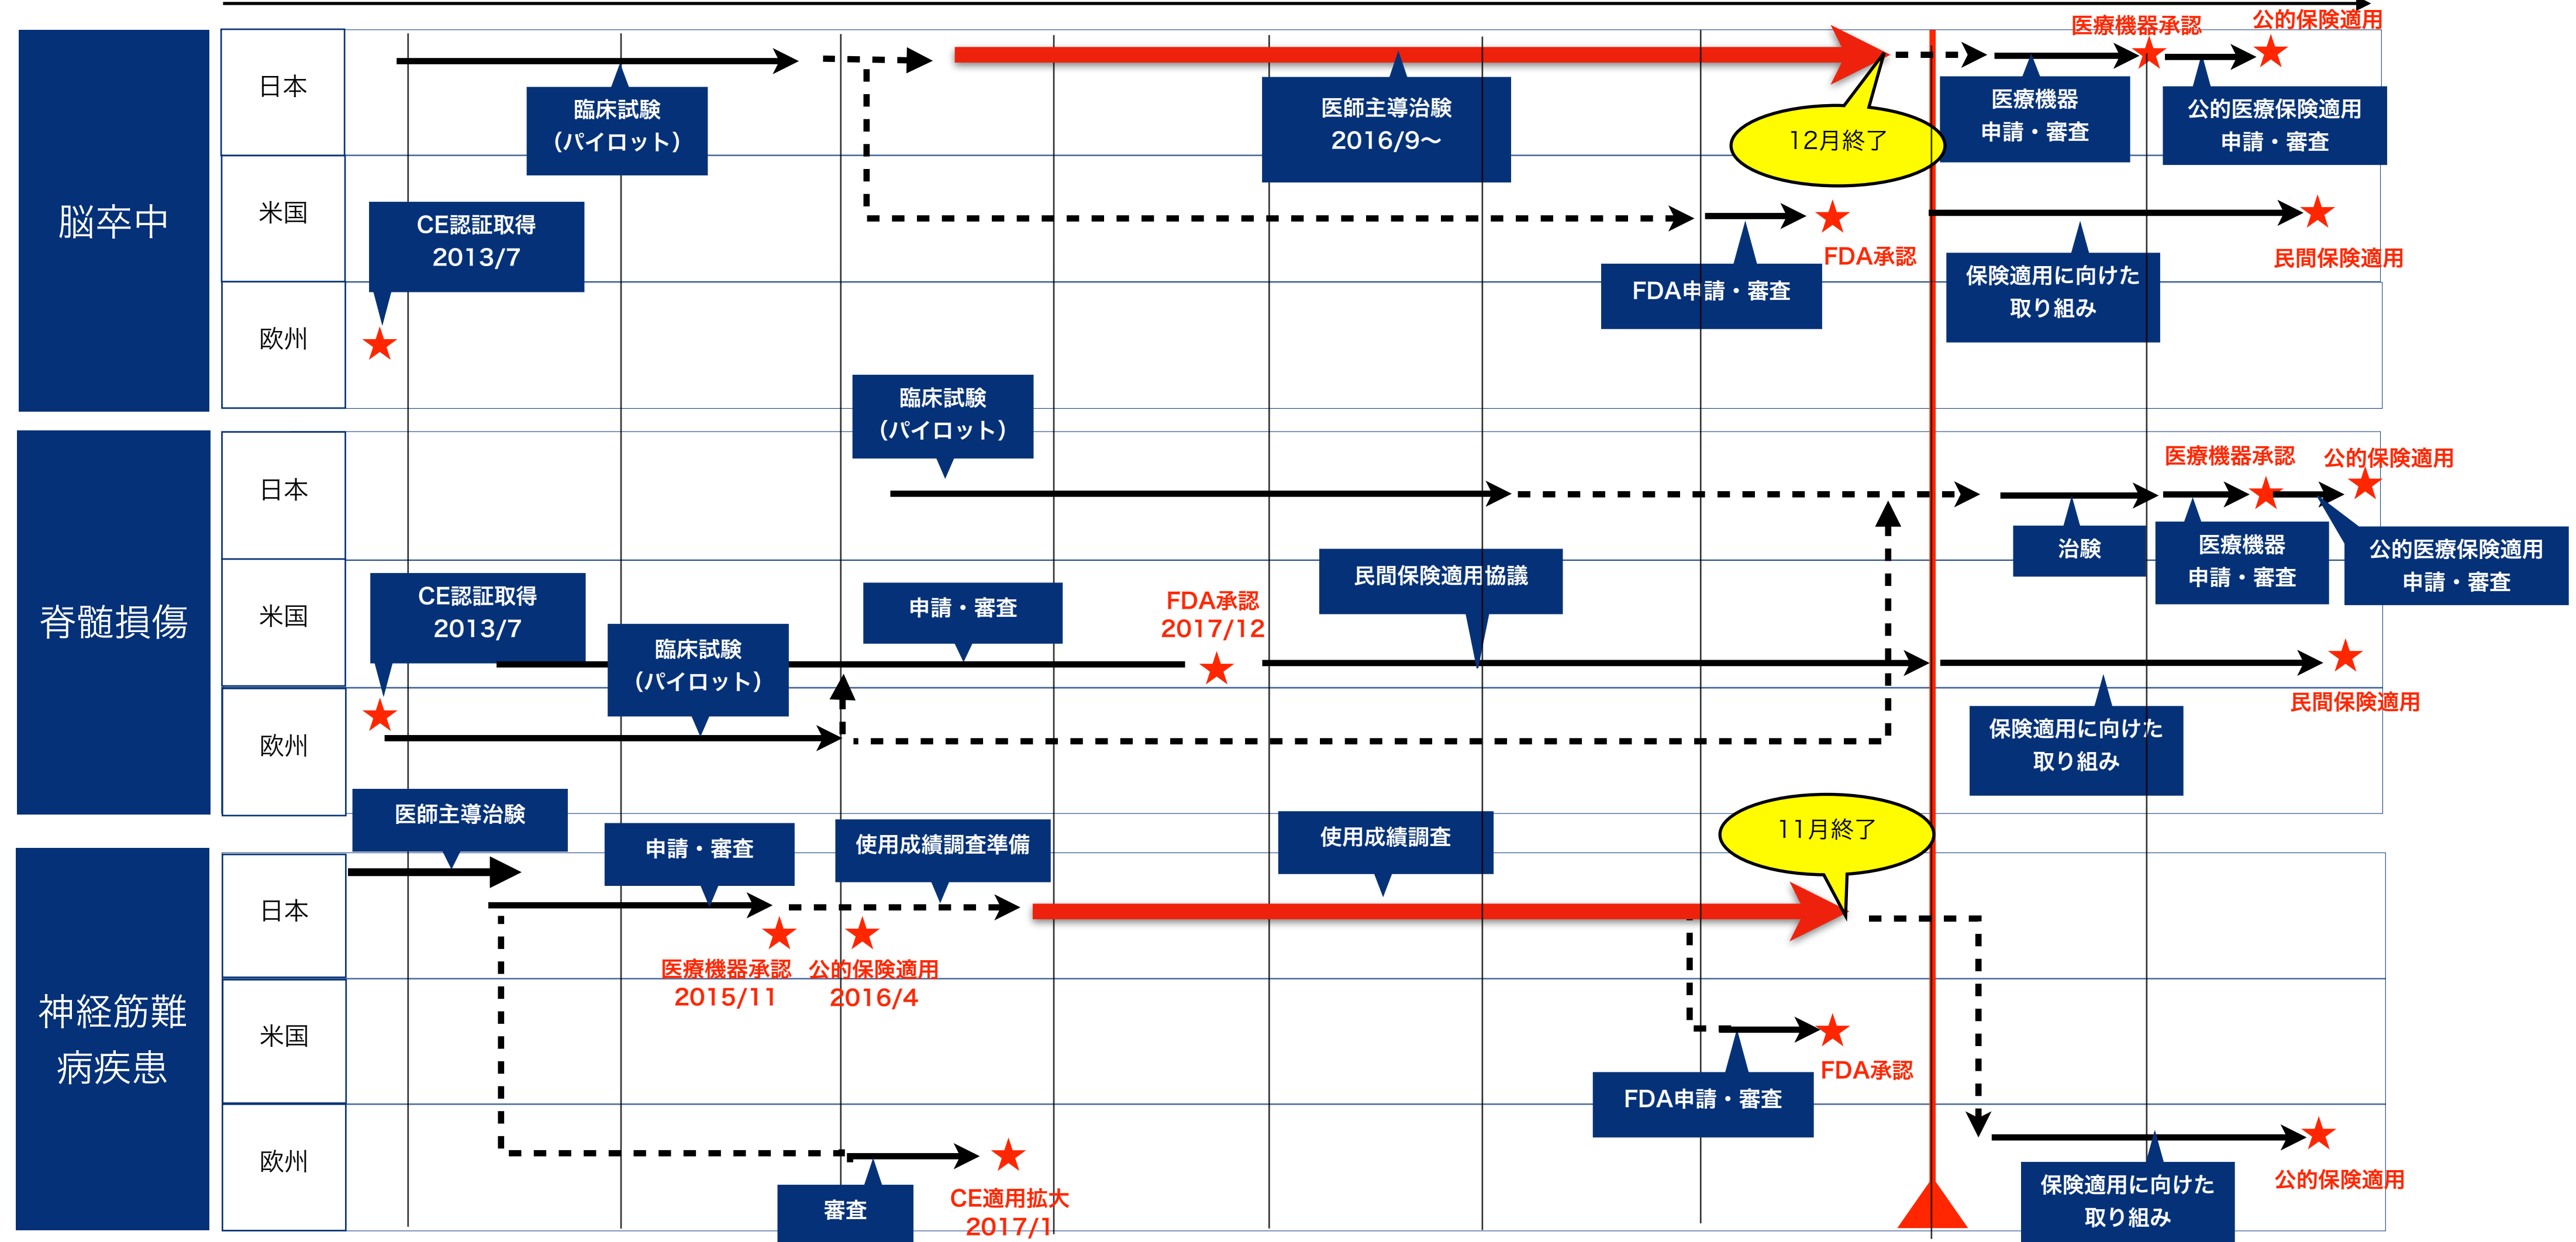 脳卒中
日本
臨床試験
（パイロット）
医師主導治験
2016/9〜
12月終了
医療機器
申請・審査
医療機器承認
公的医療保険適用
申請・審査
公的保険適用
米国
CE認証取得
2013/7
FDA申請・審査
FDA承認
保険適用に向けた
取り組み
民間保険適用
欧州
脊髄損傷
日本
臨床試験
（パイロット）
治験
医療機器
申請・審査
医療機器承認
公的保険適用
公的医療保険適用
申請・審査
米国
CE認証取得
2013/7
臨床試験
（パイロット）
申請・審査
FDA承認
2017/12
民間保険適用協議
民間保険適用
欧州
保険適用に向けた
取り組み
神経筋難
病疾患
日本
医師主導治験
申請・審査
医療機器承認
2015/11
公的保険適用
2016/4
使用成績調査準備
使用成績調査
11月終了
米国
FDA申請・審査
FDA承認
欧州
審査
CE適用拡大
2017/1
保険適用に向けた
取り組み
公的保険適用